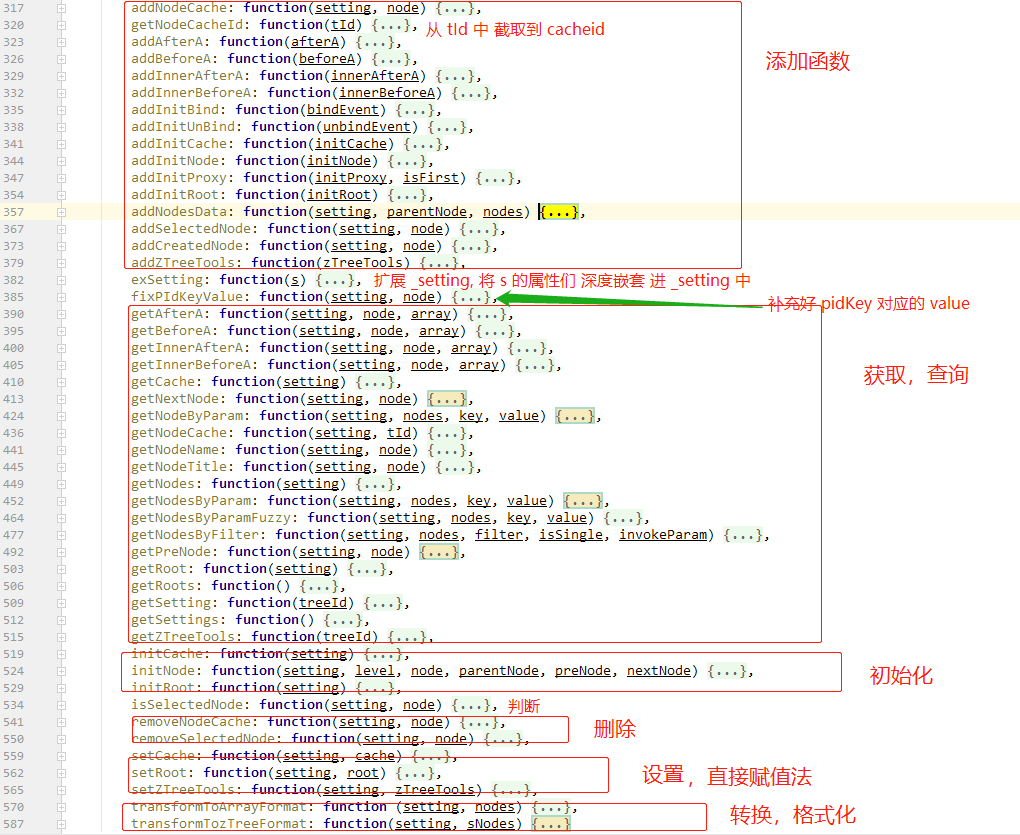 317 addNodeCache: function(setting, node) {...},
320 getNodeCacheId: function(tId) {...}, 从 tId 中 截取到 cacheid
323 addAfterA: function(afterA) {...},
326 addBeforeA: function(beforeA) {...}, 添加函数
329 addInnerAfterA: function(innerAfterA) {...},
332 addInnerBeforeA: function(innerBeforeA) {...},
335 addInitBind: function(bindEvent) {...},
338 addInitUnBind: function(unbindEvent) {...},
341 addInitCache: function(initCache) {...},
344 addInitNode: function(initNode) {...},
347 addInitProxy: function(initProxy, isFirst) {...},
354 addInitRoot: function(initRoot) {...},
357 addNodesData: function(setting, parentNode, nodes) {...},
367 addSelectedNode: function(setting, node) {...},
373 addCreatedNode: function(setting, node) {...},
379 addZTreeTools: function(zTreeTools) {...},
382 exSetting: function(s) {...}, 扩展 _setting, 将 s 的属性们 深度嵌套 进 _setting 中
385 fixPIdKeyValue: function(setting, node) {...}, 补充好 pidKey 对应的 value
390 getAfterA: function(setting, node, array) {...},
395 getBeforeA: function(setting, node, array) {...},
400 getInnerAfterA: function(setting, node, array) {...},
405 getInnerBeforeA: function(setting, node, array) {...}, 获取，查询
410 getCache: function(setting) {...},
413 getNextNode: function(setting, node) {...},
424 getNodeByParam: function(setting, nodes, key, value) {...},
436 getNodeCache: function(setting, tId) {...},
441 getNodeName: function(setting, node) {...},
445 getNodeTitle: function(setting, node) {...},
449 getNodes: function(setting) {...},
452 getNodesByParam: function(setting, nodes, key, value) {...},
464 getNodesByParamFuzzy: function(setting, nodes, key, value) {...},
477 getNodesByFilter: function(setting, nodes, filter, isSingle, invokeParam) {...},
492 getPreNode: function(setting, node) {...},
503 getRoot: function(setting) {...},
506 getRoots: function() {...},
509 getSetting: function(treeId) {...},
512 getSettings: function() {...},
515 getZTreeTools: function(treeId) {...},
519 initCache: function(setting) {...},
524 initNode: function(setting, level, node, parentNode, preNode, nextNode) {...}, 初始化
529 initRoot: function(setting) {...},
534 isSelectedNode: function(setting, node) {...}, 判断
541 removeNodeCache: function(setting, node) {...}, 删除
550 removeSelectedNode: function(setting, node) {...},
559 setCache: function(setting, cache) {...},
562 setRoot: function(setting, root) {...}, 设置，直接赋值法
565 setZTreeTools: function(setting, zTreeTools) {...},
570 transformToArrayFormat: function (setting, nodes) {...}, 转换，格式化
587 transformTozTreeFormat: function(setting, sNodes) {...}